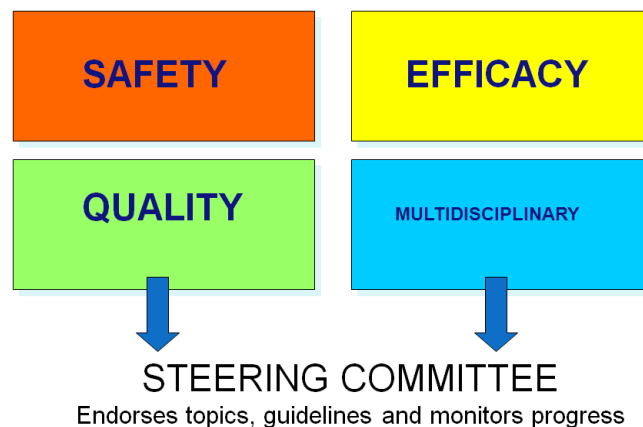 SAFETY
EFFICACY
QUALITY
MULTIDISCIPLINARY
STEERING COMMITTEE
Endorses topics, guidelines and monitors progress